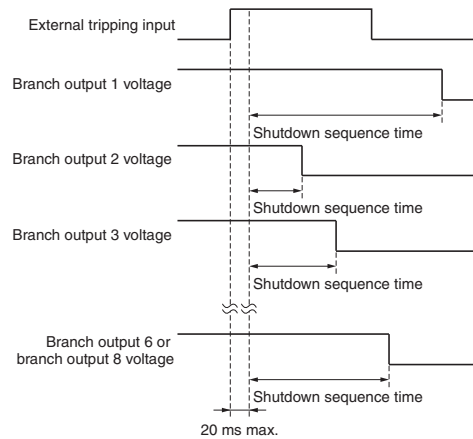 External tripping input
Branch output 1 voltage
Shutdown sequence time
Branch output 2 voltage
Shutdown sequence time
Branch output 3 voltage
Shutdown sequence time
Branch output 6 or
branch output 8 voltage
Shutdown sequence time
20 ms max.